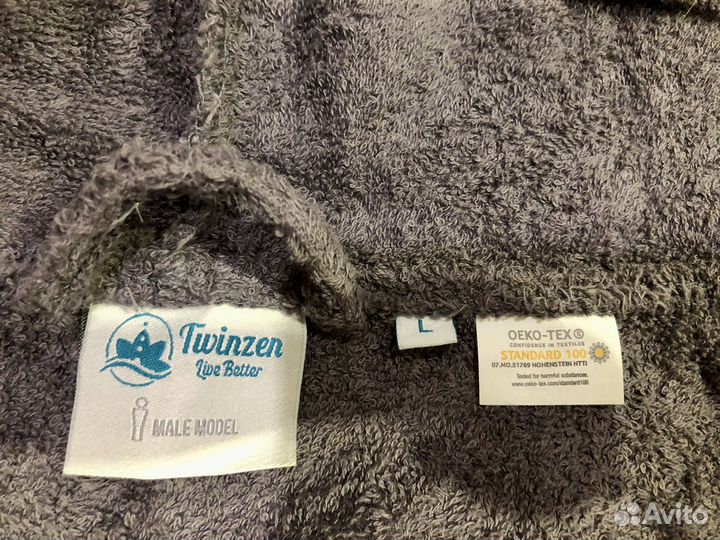 Twinzen
Live Better
MALE MODEL
L
OEKO-TEX®
CONFIDENCE IN TEXTILES
STANDARD 100
07.MO.51769 HOHENSTEIN HTTI
Tested for harmful substances.
www.oeko-tex.com/standard100
Avito